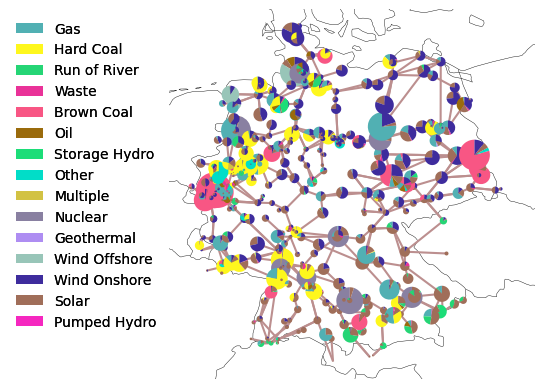 Gas
Hard Coal
Run of River
Waste
Brown Coal
Oil
Storage Hydro
Other
Multiple
Nuclear
Geothermal
Wind Offshore
Wind Onshore
Solar
Pumped Hydro